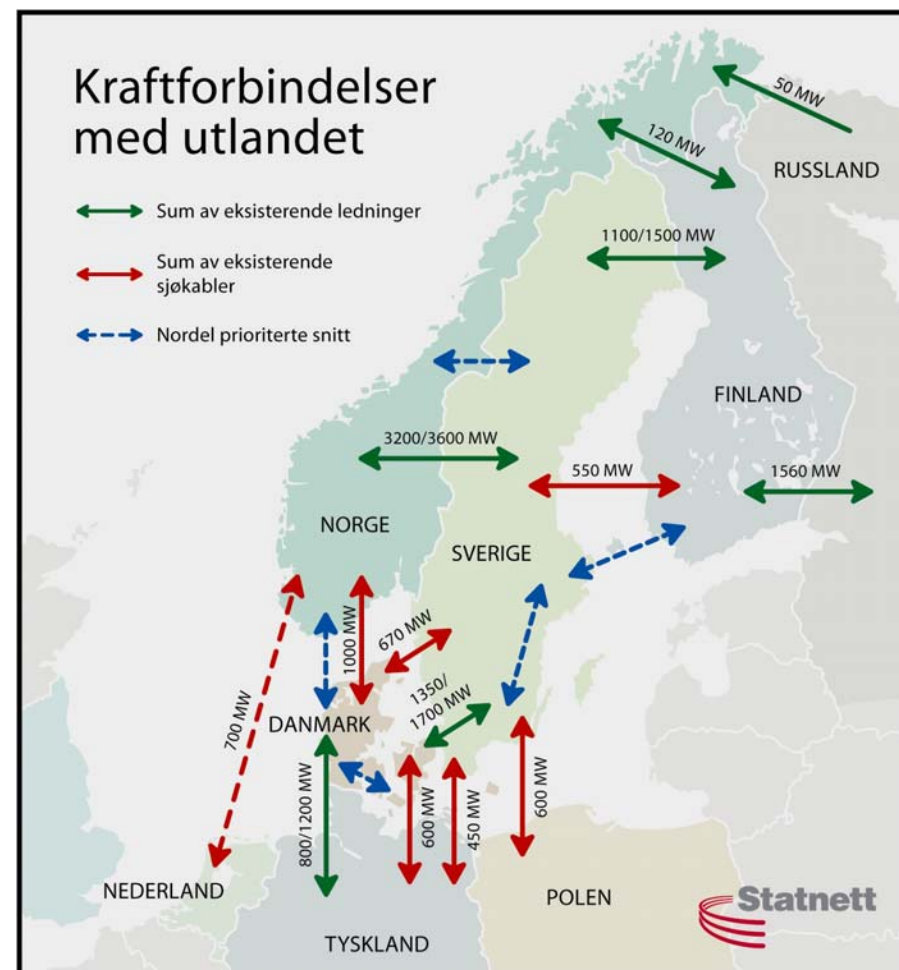 Kraftforbindelser
med utlandet
Sum av eksisterende ledninger
Sum av eksisterende
sjøkabler
Nordel prioriterte snitt
50 MW
120 MW
RUSSLAND
1100/1500 MW
FINLAND
3200/3600 MW
550 MW
1560 MW
NORGE
SVERIGE
1000 MW
670 MW
1350/
1700 MW
700 MW
DANMARK
800/1200 MW
600 MW
450 MW
600 MW
NEDERLAND
POLEN
Statnett
TYSKLAND